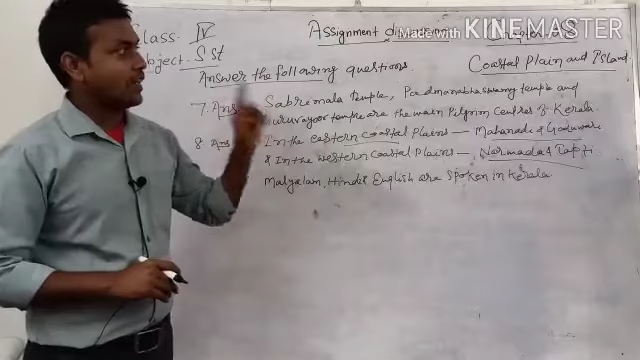 Class - IV Assignment
Subject - S.St Coastal Plain and Island
Answer the following questions.
7. Ans Sabrimala Temple, Padmanabhaswamy temple and
Guruvayoor temple are the main Pilgrim Centres of Kerala.
8. Ans In the eastern coastal Plains - Mahanadi & Godavari
& In the western coastal Plains - Narmada & Tapti
Malyalam, Hindi & English are spoken in Kerala
Made with KINEMASTER